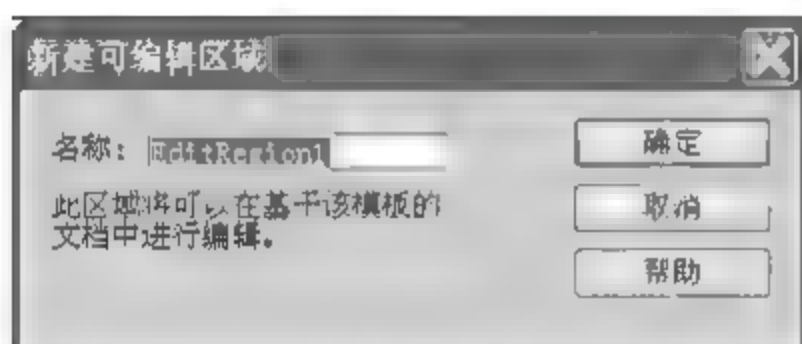 新建可编辑区域
名称: EditRegion1
确定
此区域将可以在基于该模板的
文档中进行编辑。
取消
帮助